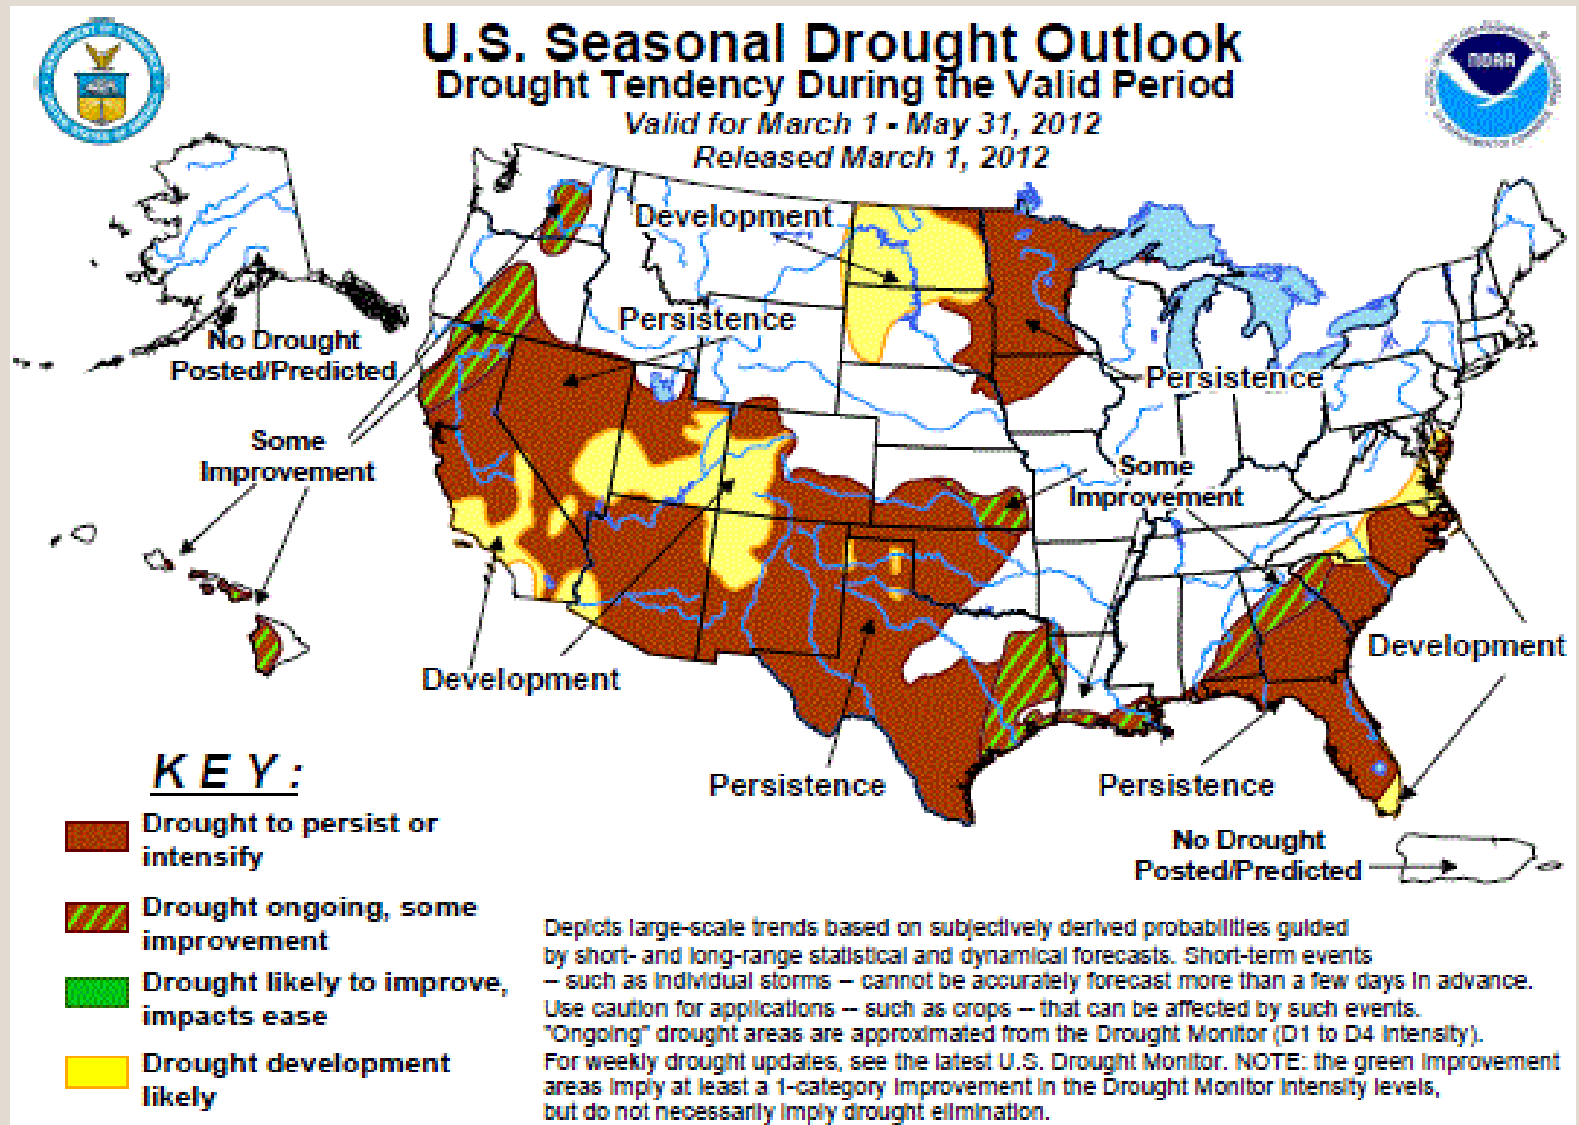 U.S. Seasonal Drought Outlook
Drought Tendency During the Valid Period
Valid for March 1 - May 31, 2012
Released March 1, 2012
NOAA
Development
Persistence
No Drought
Posted/Predicted
Persistence
Some
Improvement
Some
Improvement
Development
Development
Persistence
Persistence
No Drought
Posted/Predicted
KEY:
Drought to persist or
intensify
Drought ongoing, some
improvement
Drought likely to improve,
impacts ease
Drought development
likely
Depicts large-scale trends based on subjectively derived probabilities guided
by short- and long-range statistical and dynamical forecasts. Short-term events
-- such as individual storms -- cannot be accurately forecast more than a few days in advance.
Use caution for applications -- such as crops -- that can be affected by such events.
"Ongoing" drought areas are approximated from the Drought Monitor (D1 to D4 intensity).
For weekly drought updates, see the latest U.S. Drought Monitor. NOTE: the green improvement
areas imply at least a 1-category improvement in the Drought Monitor intensity levels,
but do not necessarily imply drought elimination.